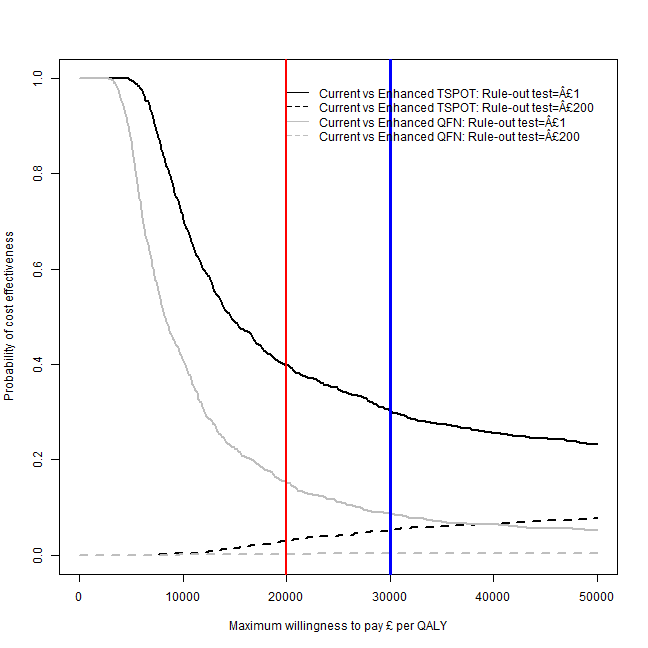 Current vs Enhanced TSPOT: Rule-out test=Â£1
Current vs Enhanced TSPOT: Rule-out test=Â£200
Current vs Enhanced QFN: Rule-out test=Â£1
Current vs Enhanced QFN: Rule-out test=Â£200
Probability of cost effectiveness
1.0
0.8
0.6
0.4
0.2
0.0
0 10000 20000 30000 40000 50000
Maximum willingness to pay £ per QALY